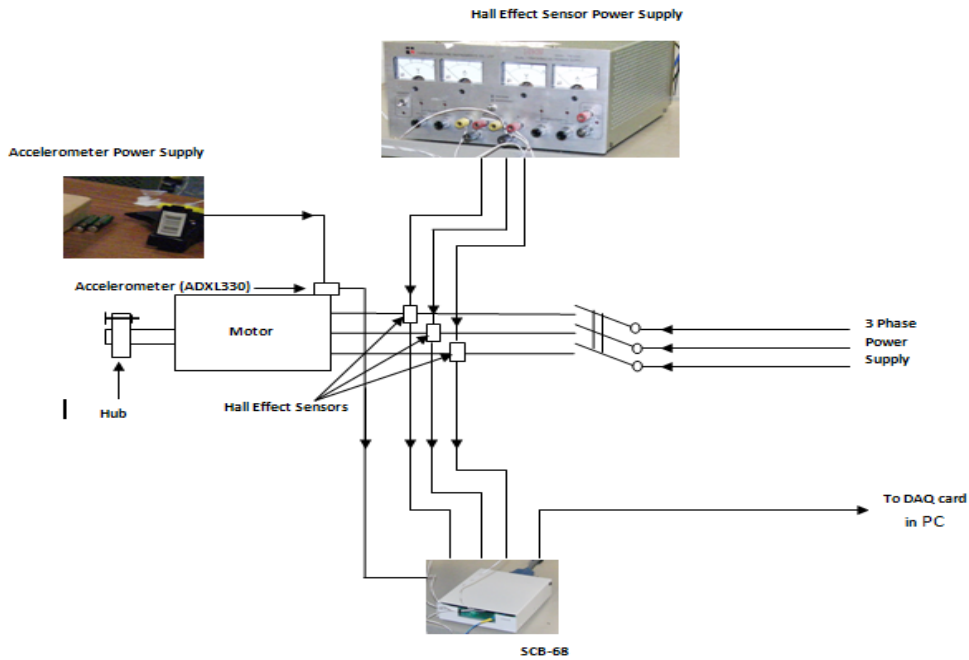 Hall Effect Sensor Power Supply
Accelerometer Power Supply
Accelerometer (ADXL330)
Motor
3 Phase
Power
Supply
Hall Effect Sensors
Hub
To DAQ card
in PC
SCB-68